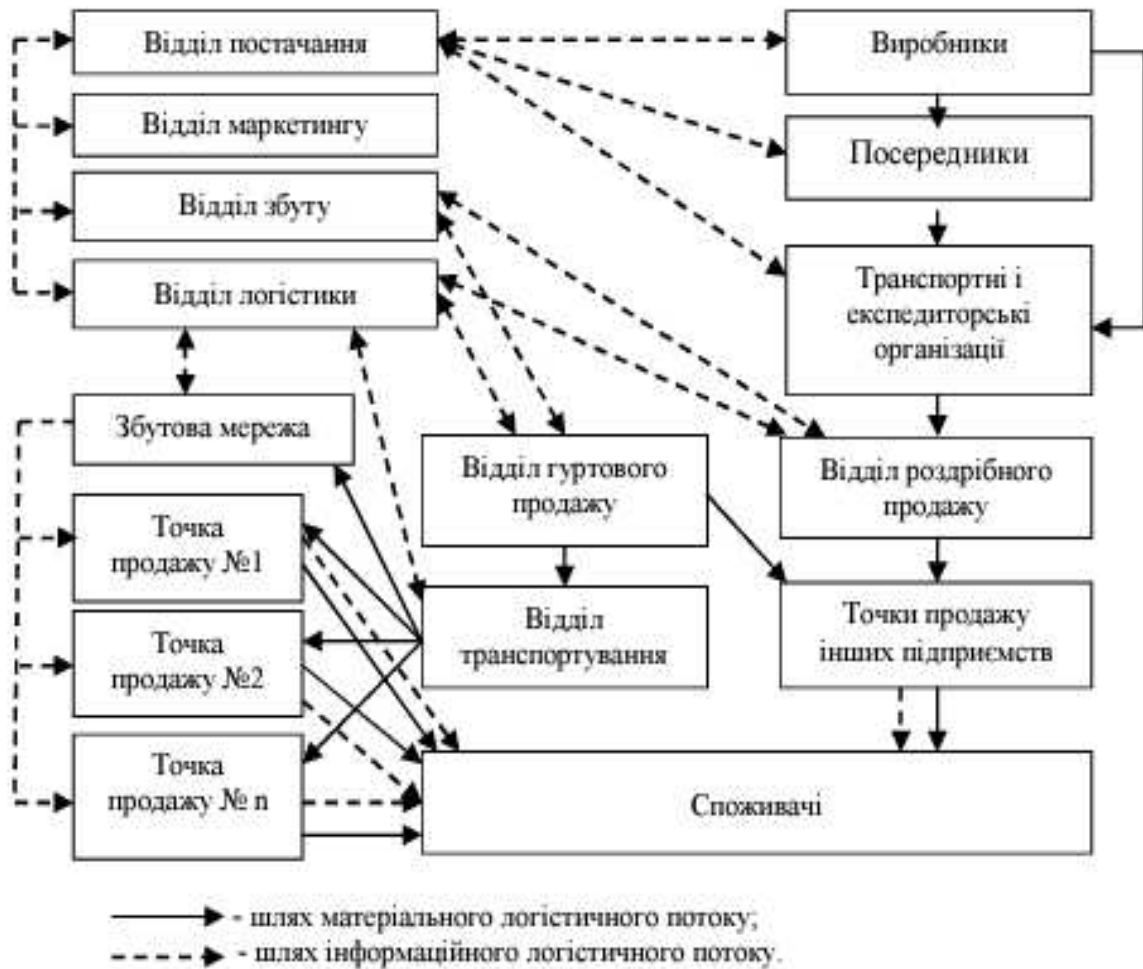 Відділ постачання
Виробники
Відділ маркетингу
Посередники
Відділ збуту
Відділ логістики
Транспортні і
експедиторські
організації
Збутова мережа
Відділ гуртового
продажу
Відділ роздрібного
продажу
Точка
продажу №1
Точка
продажу №2
Відділ
транспортування
Точки продажу
інших підприємств
Точка
продажу № n
Споживачі
- шлях матеріального логістичного потоку;
- шлях інформаційного логістичного потоку.